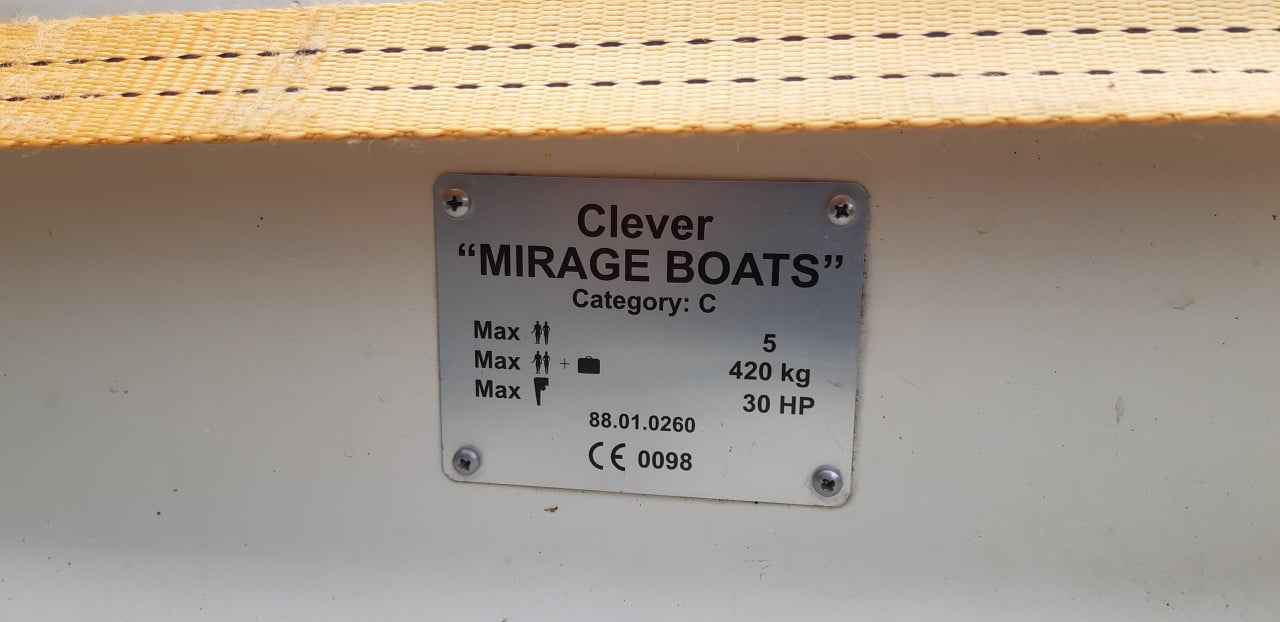 Clever
“MIRAGE BOATS”
Category: C
Max 5
Max + 420 kg
Max 30 HP
88.01.0260
CE 0098